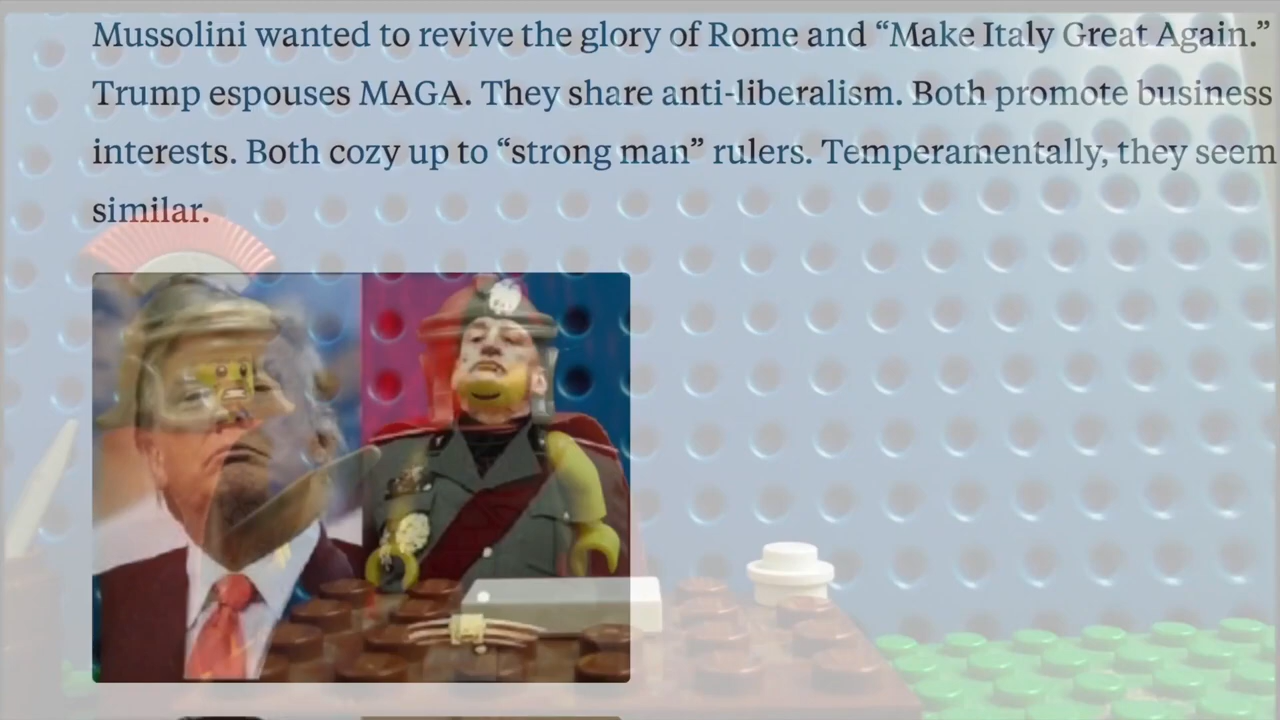 Mussolini wanted to revive the glory of Rome and “Make Italy Great Again.”
Trump espouses MAGA. They share anti-liberalism. Both promote business
interests. Both cozy up to “strong man” rulers. Temperamentally, they seem
similar.